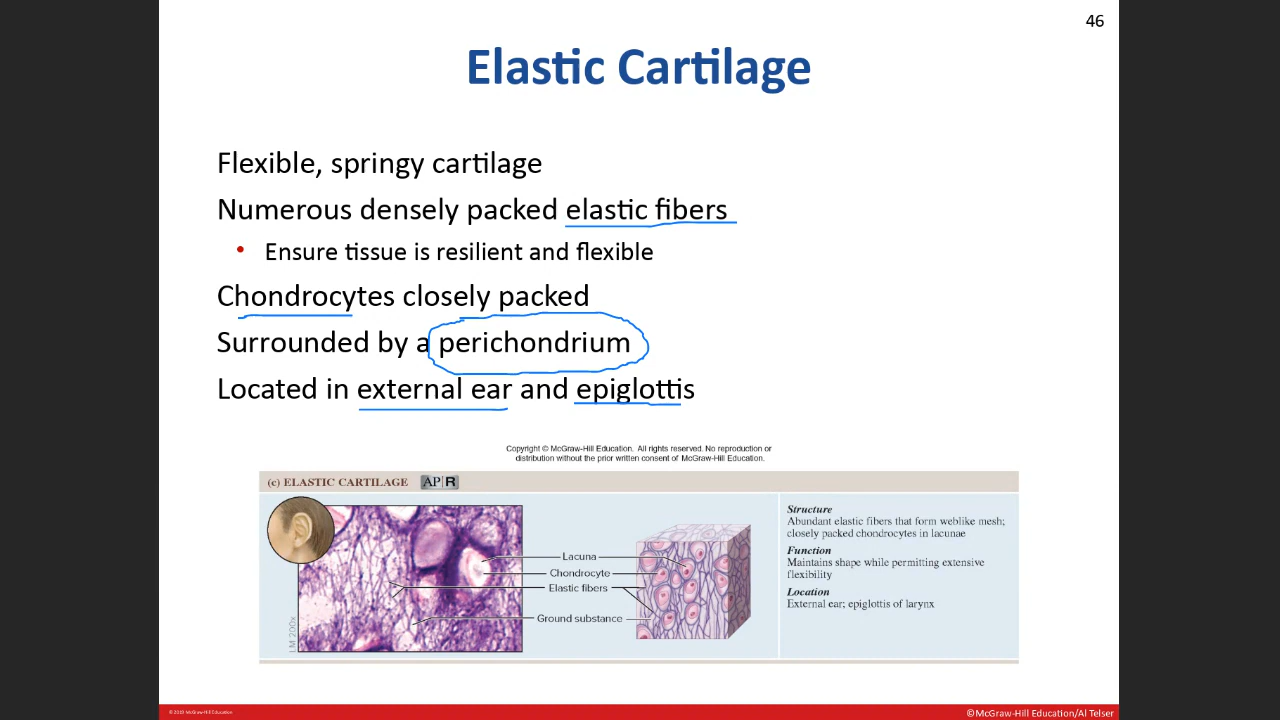 46
Elastic Cartilage
Flexible, springy cartilage
Numerous densely packed elastic fibers
• Ensure tissue is resilient and flexible
Chondrocytes closely packed
Surrounded by a perichondrium
Located in external ear and epiglottis
Copyright © McGraw-Hill Education. All rights reserved. No reproduction or
distribution without the prior written consent of McGraw-Hill Education.
(c) ELASTIC CARTILAGE AP|R
Lacuna
Chondrocyte
Elastic fibers
Ground substance
LM 200x
Structure
Abundant elastic fibers that form weblike mesh;
closely packed chondrocytes in lacunae
Function
Maintains shape while permitting extensive
flexibility
Location
External ear; epiglottis of larynx
© 2019 McGraw-Hill Education
©McGraw-Hill Education/Al Telser